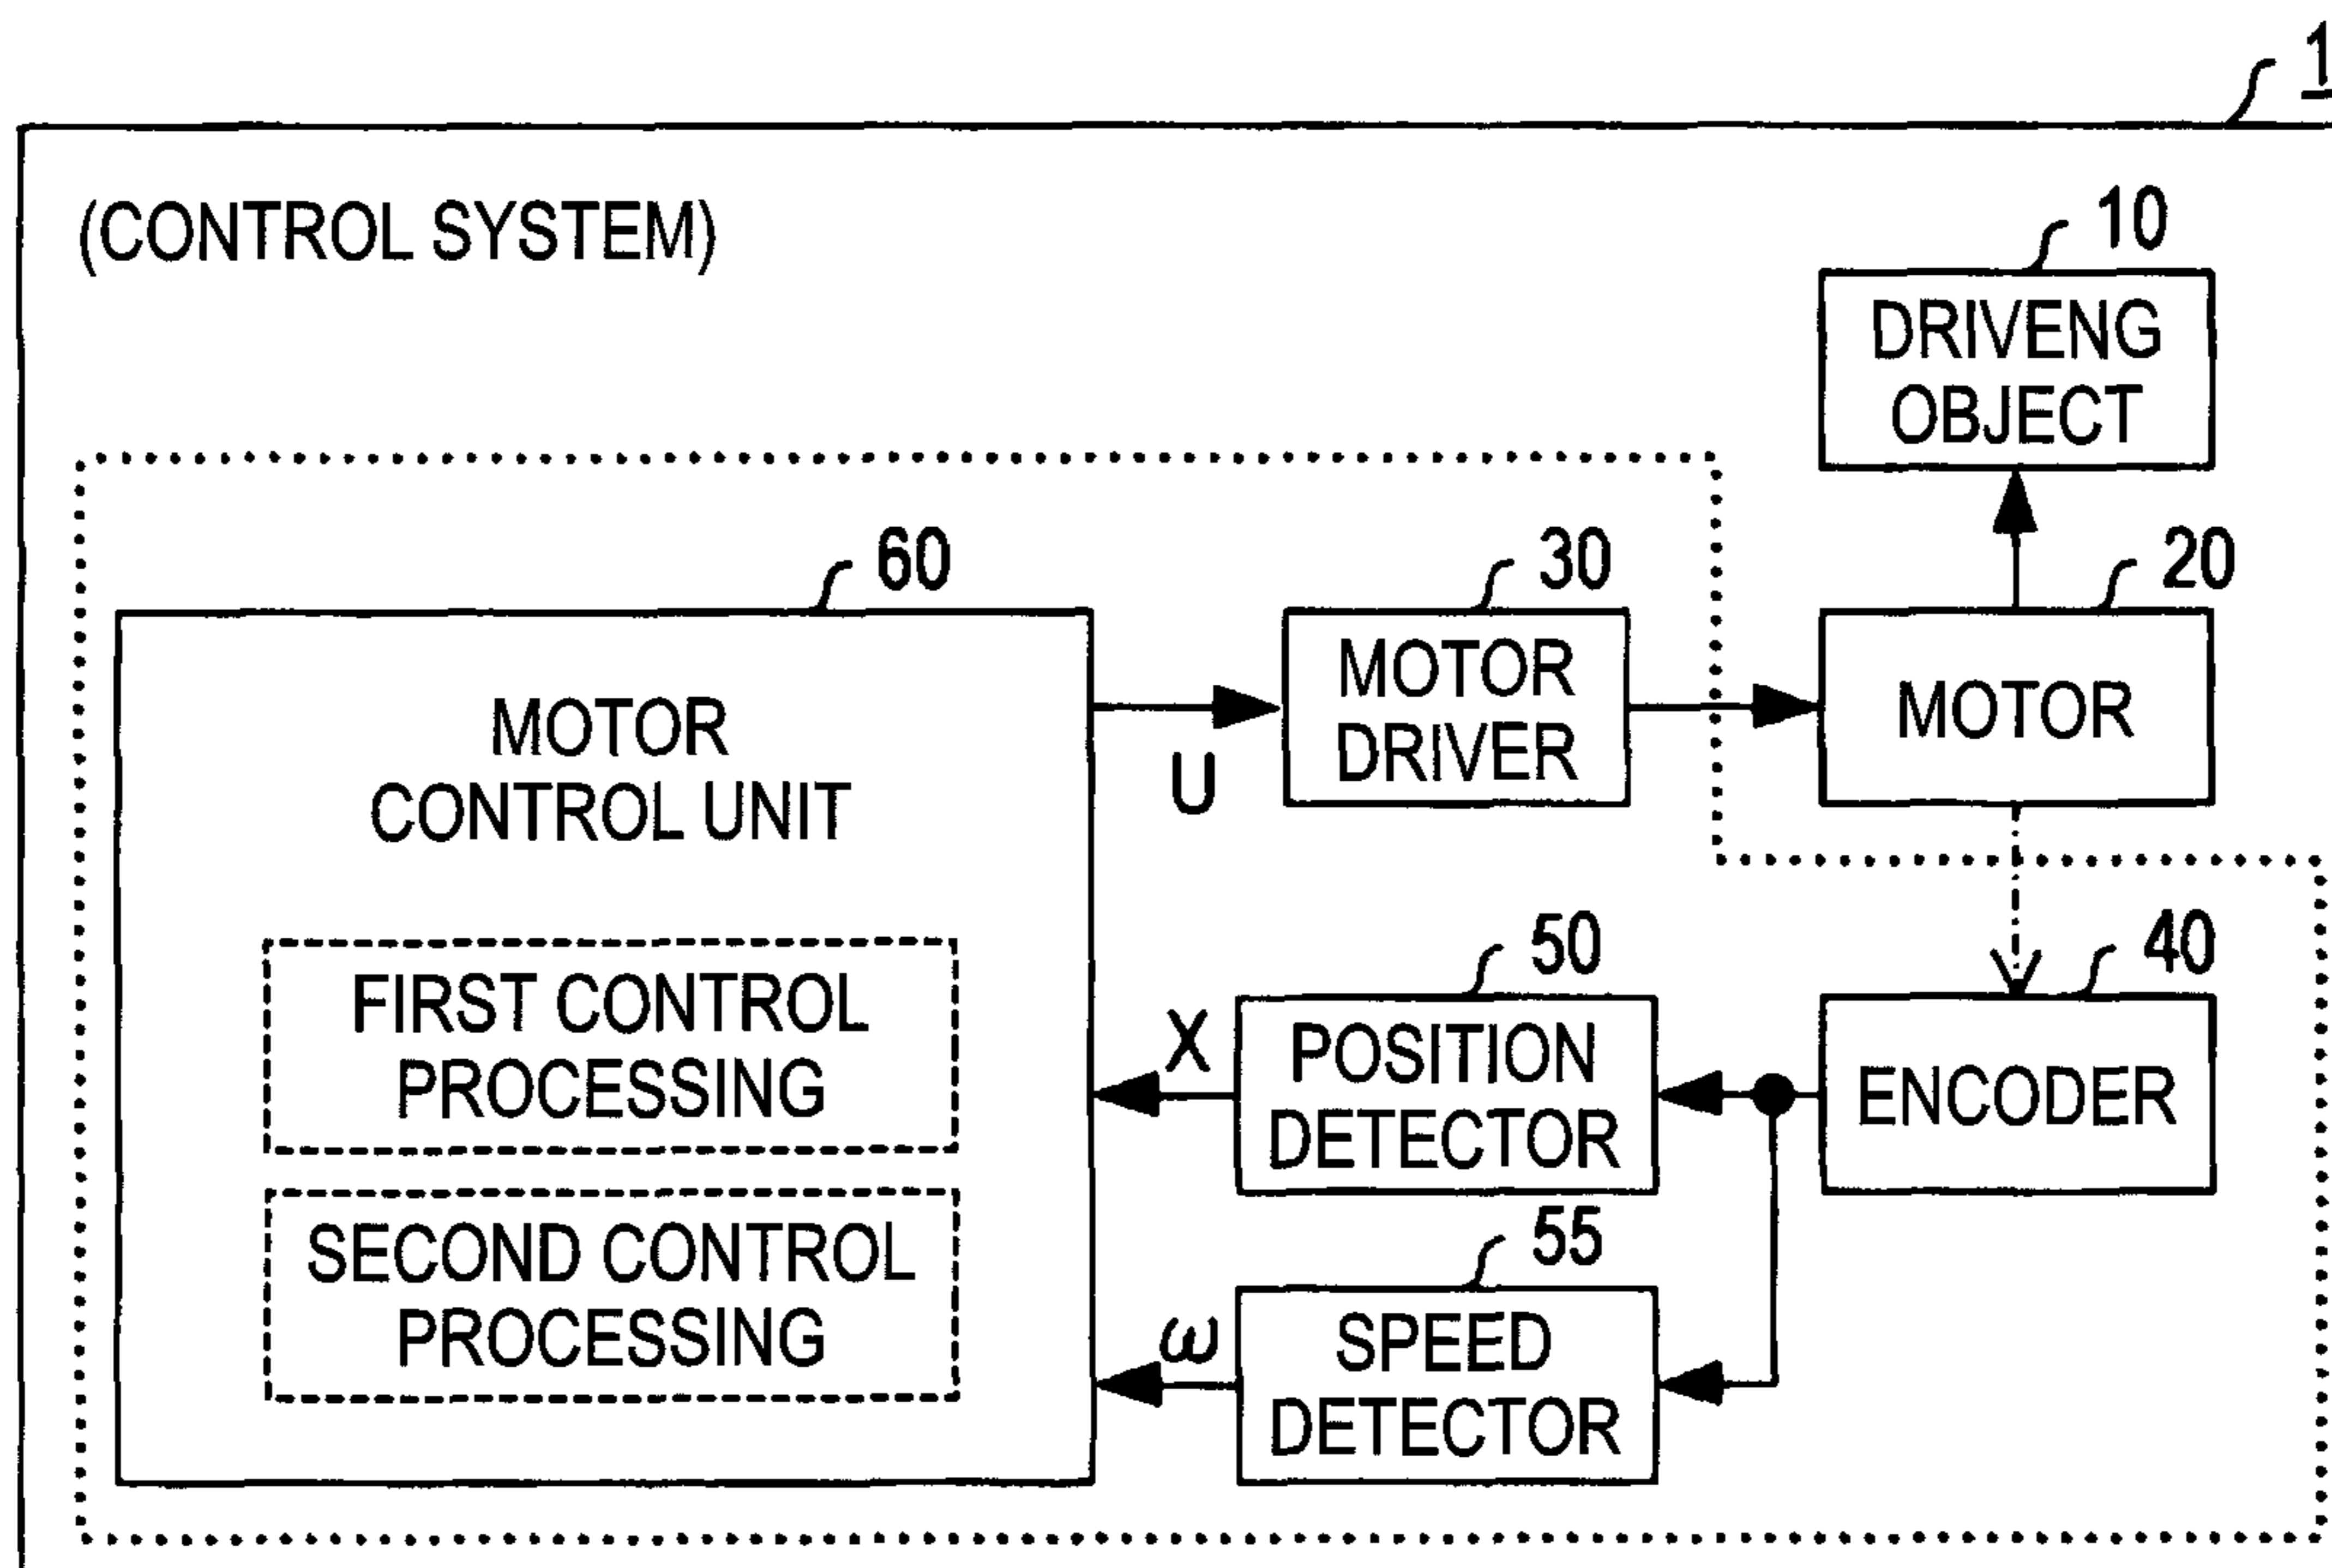 1
(CONTROL SYSTEM)
10
DRIVENG
OBJECT
60
30
20
MOTOR
CONTROL UNIT
U
MOTOR
DRIVER
MOTOR
50
40
FIRST CONTROL
PROCESSING
X
POSITION
DETECTOR
ENCODER
SECOND CONTROL
PROCESSING
55
ω
SPEED
DETECTOR